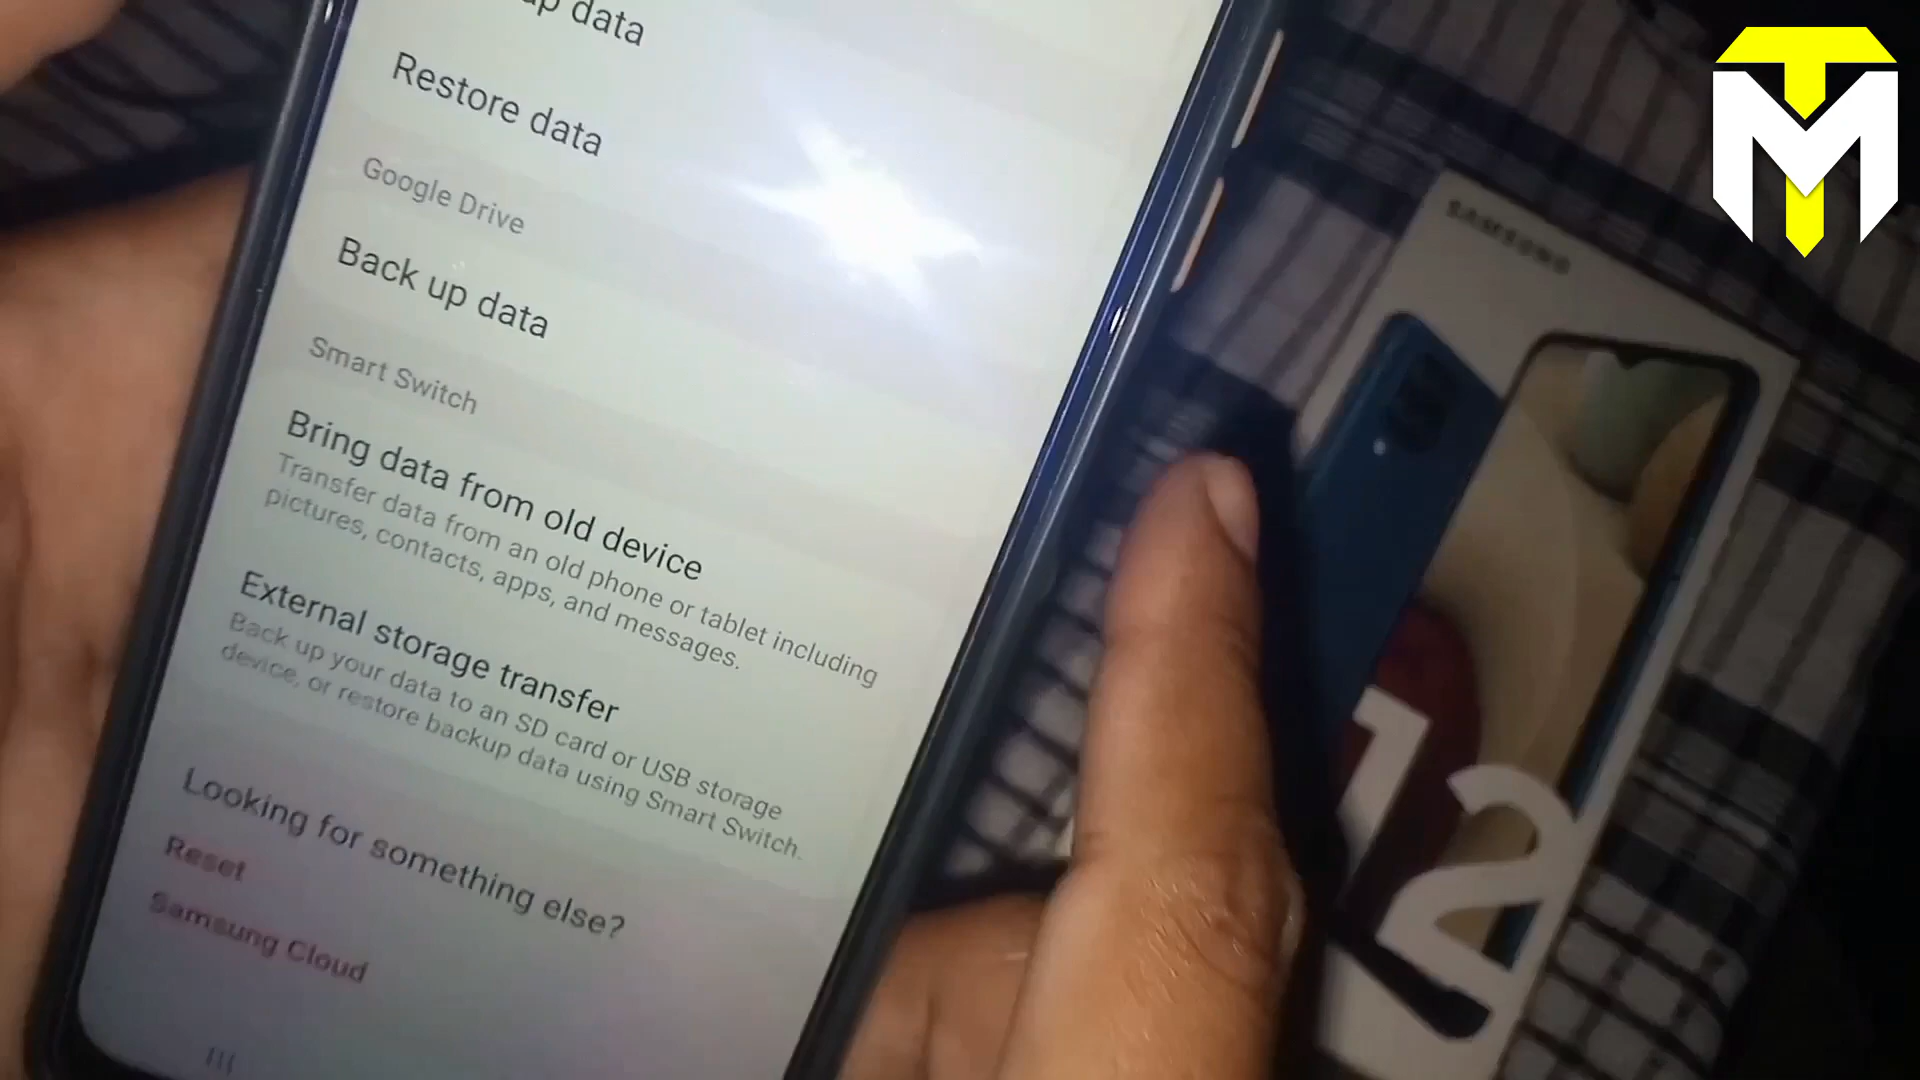 up data
Restore data
Google Drive
Back up data
Smart Switch
Bring data from old device
Transfer data from an old phone or tablet including
pictures, contacts, apps, and messages.
External storage transfer
Back up your data to an SD card or USB storage
device, or restore backup data using Smart Switch.
Looking for something else?
Reset
Samsung Cloud
SAMSUNG
12
TM